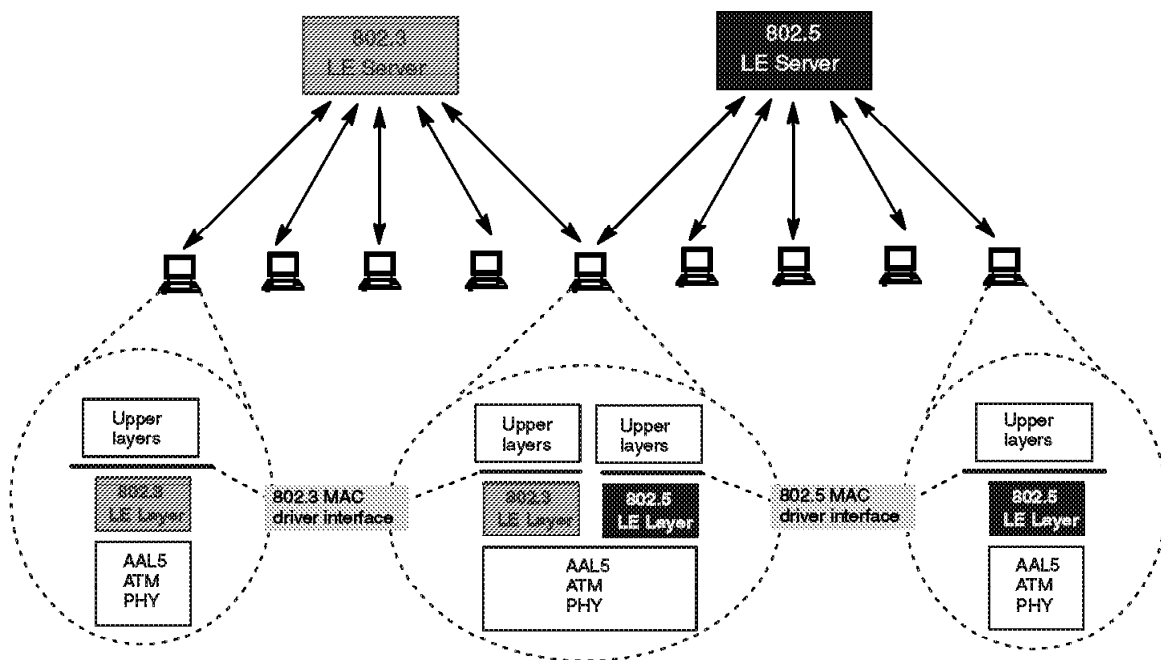 802.3
LE Server
802.5
LE Server
Upper
layers
802.3
LE Layer
AAL5
ATM
PHY
802.3 MAC
driver interface
Upper
layers
Upper
layers
802.3
LE Layer
802.5
LE Layer
AAL5
ATM
PHY
802.5 MAC
driver interface
Upper
layers
802.5
LE Layer
AAL5
ATM
PHY